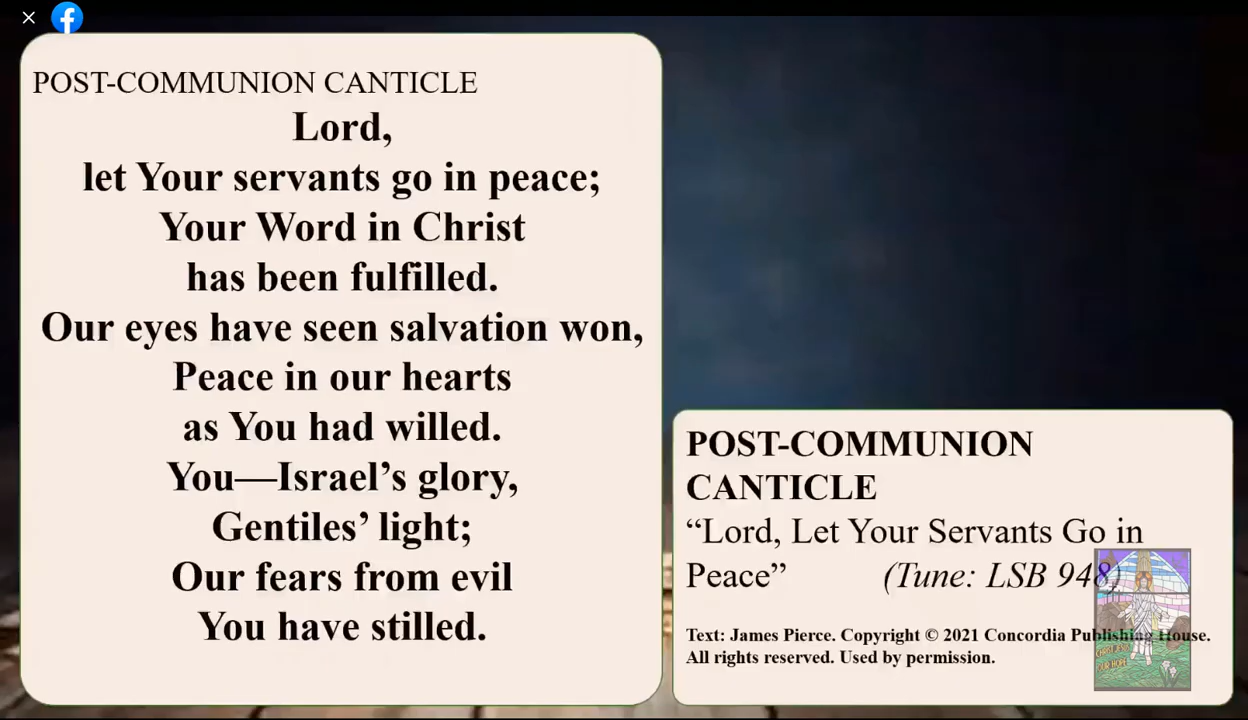 POST-COMMUNION CANTICLE
Lord,
let Your servants go in peace;
Your Word in Christ
has been fulfilled.
Our eyes have seen salvation won,
Peace in our hearts
as You had willed.
You—Israel’s glory,
Gentiles’ light;
Our fears from evil
You have stilled.
POST-COMMUNION
CANTICLE
“Lord, Let Your Servants Go in
Peace” (Tune: LSB 948)
Text: James Pierce. Copyright © 2021 Concordia Publishing House.
All rights reserved. Used by permission.
OUR HOPE